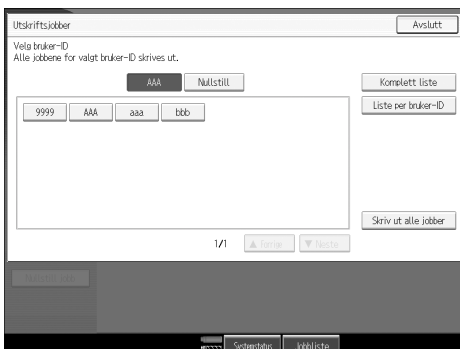 Utskriftsjobber
Avslutt
Velg bruker-ID
Alle jobbene for valgt bruker-ID skrives ut.
AAA
Nullstill
Komplett liste
9999
AAA
aaa
bbb
Liste per bruker-ID
Skriv ut alle jobber
1/1
▲ Forrige
▼ Neste
Systemstatus
Jobbliste